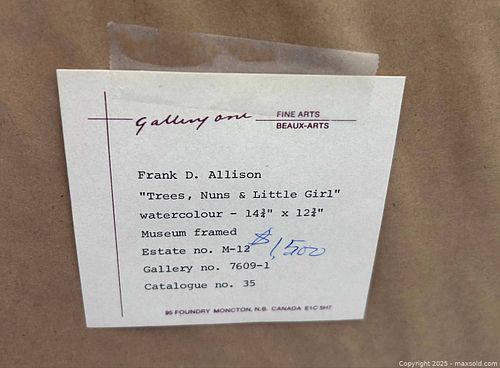 Gallery one FINE ARTS
BEAUX-ARTS
Frank D. Allison
"Trees, Nuns & Little Girl"
watercolour - 14¾" x 12¾"
Museum framed
Estate no. M-12 $1,500
Gallery no. 7609-1
Catalogue no. 35
95 FOUNDRY MONCTON, N.B. CANADA E1C 5H7
Copyright © 2025 - maxsold.com